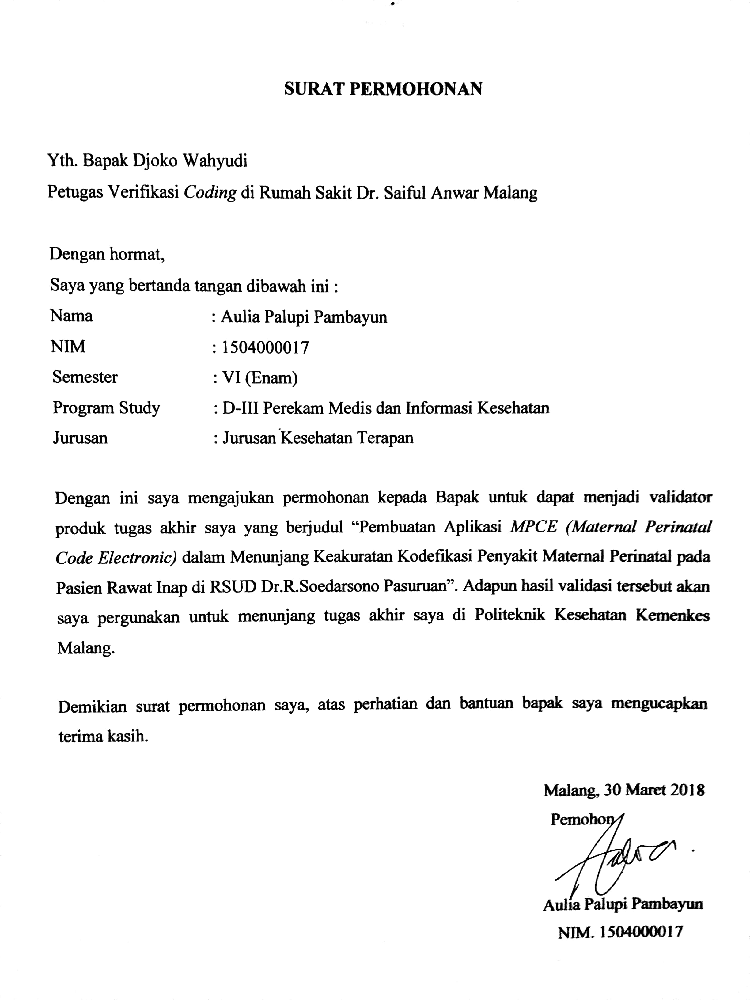 SURAT PERMOHONAN
Yth. Bapak Djoko Wahyudi
Petugas Verifikasi Coding di Rumah Sakit Dr. Saiful Anwar Malang
Dengan hormat,
Saya yang bertanda tangan dibawah ini :
Nama : Aulia Palupi Pambayun
NIM : 1504000017
Semester : VI (Enam)
Program Study : D-III Perekam Medis dan Informasi Kesehatan
Jurusan : Jurusan Kesehatan Terapan
Dengan ini saya mengajukan permohonan kepada Bapak untuk dapat menjadi validator
produk tugas akhir saya yang berjudul “Pembuatan Aplikasi MPCE (Maternal Perinatal
Code Electronic) dalam Menunjang Keakuratan Kodefikasi Penyakit Maternal Perinatal pada
Pasien Rawat Inap di RSUD Dr.R.Soedarsono Pasuruan”. Adapun hasil validasi tersebut akan
saya pergunakan untuk menunjang tugas akhir saya di Politeknik Kesehatan Kemenkes
Malang.
Demikian surat permohonan saya, atas perhatian dan bantuan bapak saya mengucapkan
terima kasih.
Malang, 30 Maret 2018
Pemohon
Aulia Palupi Pambayun
NIM. 1504000017